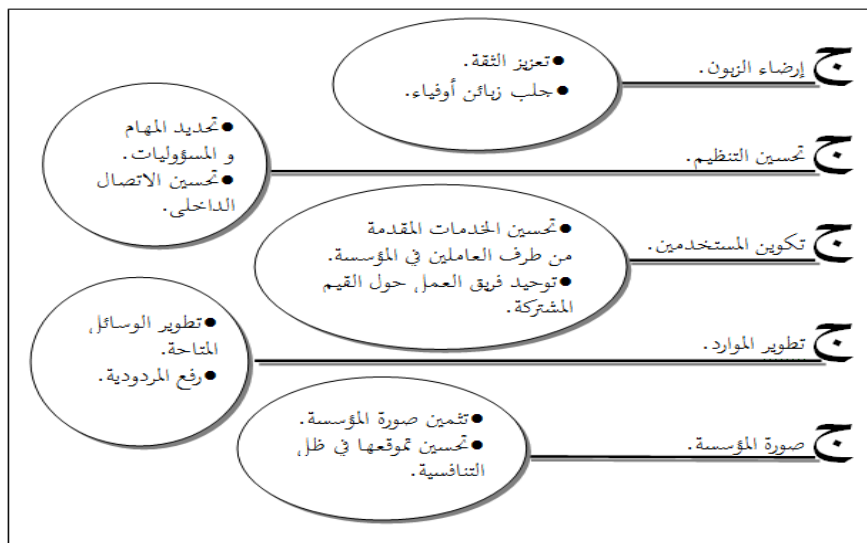 ج إرضاء الزبون.
● تعزيز الثقة.
● جلب زبائن أوفياء.
ج تحسين التنظيم.
● تحديد المهام
و المسؤوليات.
● تحسين الاتصال
الداخلي.
ج تكوين المستخدمين.
● تحسين الخدمات المقدمة
من طرف العاملين في المؤسسة.
● توحيد فريق العمل حول القيم
المشتركة.
ج تطوير الموارد.
● تطوير الوسائل
المتاحة.
● رفع المردودية.
ج صورة المؤسسة.
● تثمين صورة المؤسسة.
● تحسين تموقعها في ظل
التنافسية.